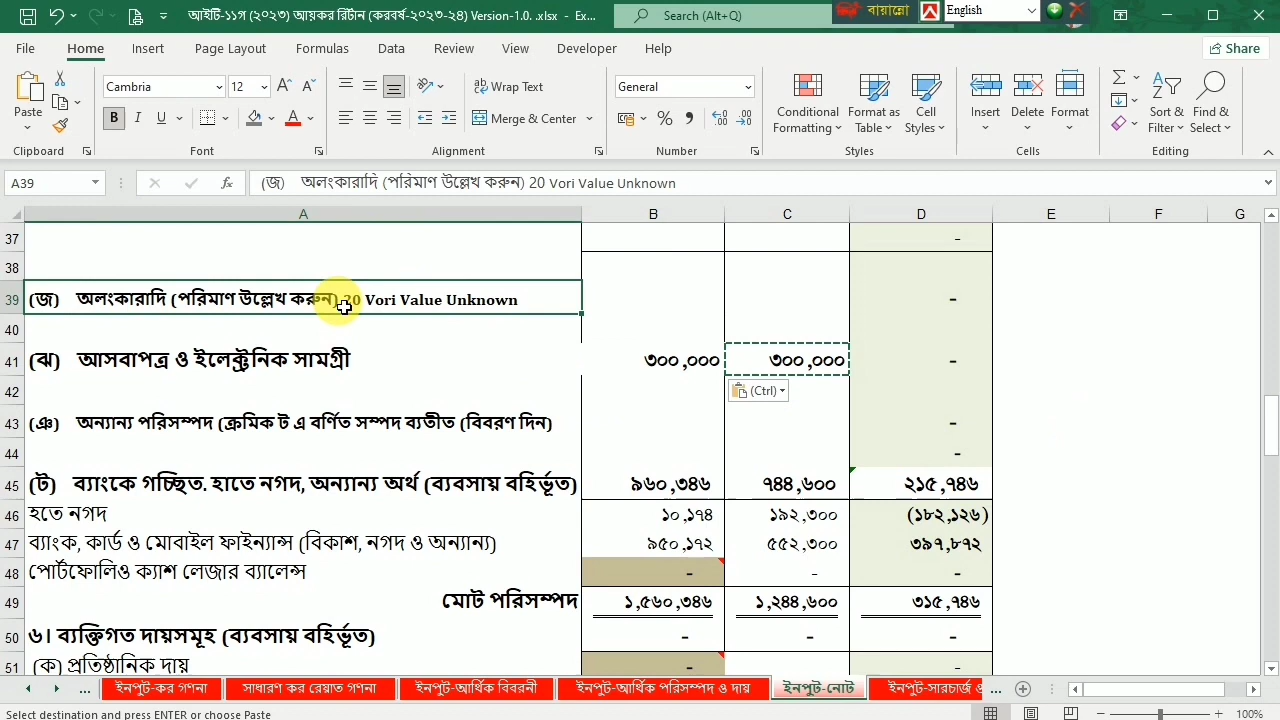 আইটি-১১গ (২০২৩) আয়কর রিটার্ন (করবর্ষ-২০২৩-২৪) Version-1.0. .xlsx - Ex...
Search (Alt+Q)
বায়ান্নো
English
File Home Insert Page Layout Formulas Data Review View Developer Help Share
Cambria 12 Wrap Text General
Paste Merge & Center Conditional Formatting Format as Table Cell Styles Insert Delete Format Sort & Filter Find & Select
Clipboard Font Alignment Number Styles Cells Editing
A39 (জ) অলংকারাদি (পরিমাণ উল্লেখ করুন) 20 Vori Value Unknown
A B C D E F G
37 -
38
39 (জ) অলংকারাদি (পরিমাণ উল্লেখ করুন) 20 Vori Value Unknown -
40
41 (ঝ) আসবাপত্র ও ইলেক্ট্রনিক সামগ্রী ৩০০,০০০ ৩০০,০০০ -
42 (Ctrl)
43 (ঞ) অন্যান্য পরিসম্পদ (ক্রমিক ট এ বর্ণিত সম্পদ ব্যতীত (বিবরণ দিন) -
44 -
45 (ট) ব্যাংকে গচ্ছিত. হাতে নগদ, অন্যান্য অর্থ (ব্যবসায় বহির্ভূত) ৯৬০,৩৪৬ ৭৪৪,৬০০ ২১৫,৭৪৬
46 হতে নগদ ১০,১৭৪ ১৯২,৩০০ (১৮২,১২৬)
47 ব্যাংক, কার্ড ও মোবাইল ফাইন্যান্স (বিকাশ, নগদ ও অন্যান্য) ৯৫০,১৭২ ৫৫২,৩০০ ৩৯৭,৮৭২
48 পোর্টফোলিও ক্যাশ লেজার ব্যালেন্স - - -
49 মোট পরিসম্পদ ১,৫৬০,৩৪৬ ১,২৪৪,৬০০ ৩১৫,৭৪৬
50 ৬। ব্যক্তিগত দায়সমূহ (ব্যবসায় বহির্ভূত) - - -
51 (ক) প্রতিষ্ঠানিক দায় - -
... ইনপুট-কর গণনা সাধারণ কর রেয়াত গণনা ইনপুট-আর্থিক বিবরনী ইনপুট-আর্থিক পরিসম্পদ ও দায় ইনপুট-নোট ইনপুট-সারচার্জ ...
Select destination and press ENTER or choose Paste 100%